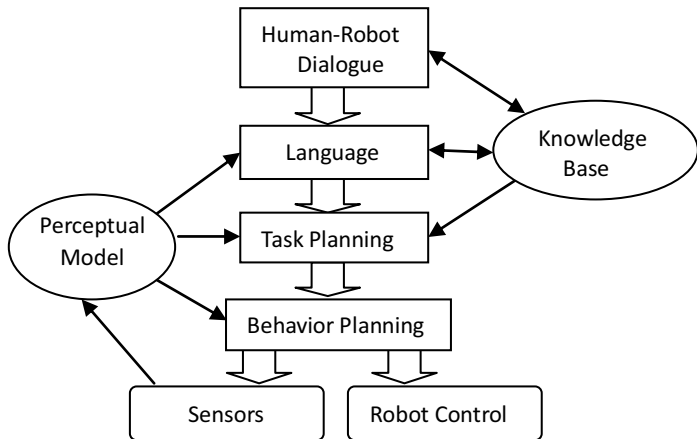 Human-Robot
Dialogue
Language
Knowledge
Base
Perceptual
Model
Task Planning
Behavior Planning
Sensors
Robot Control